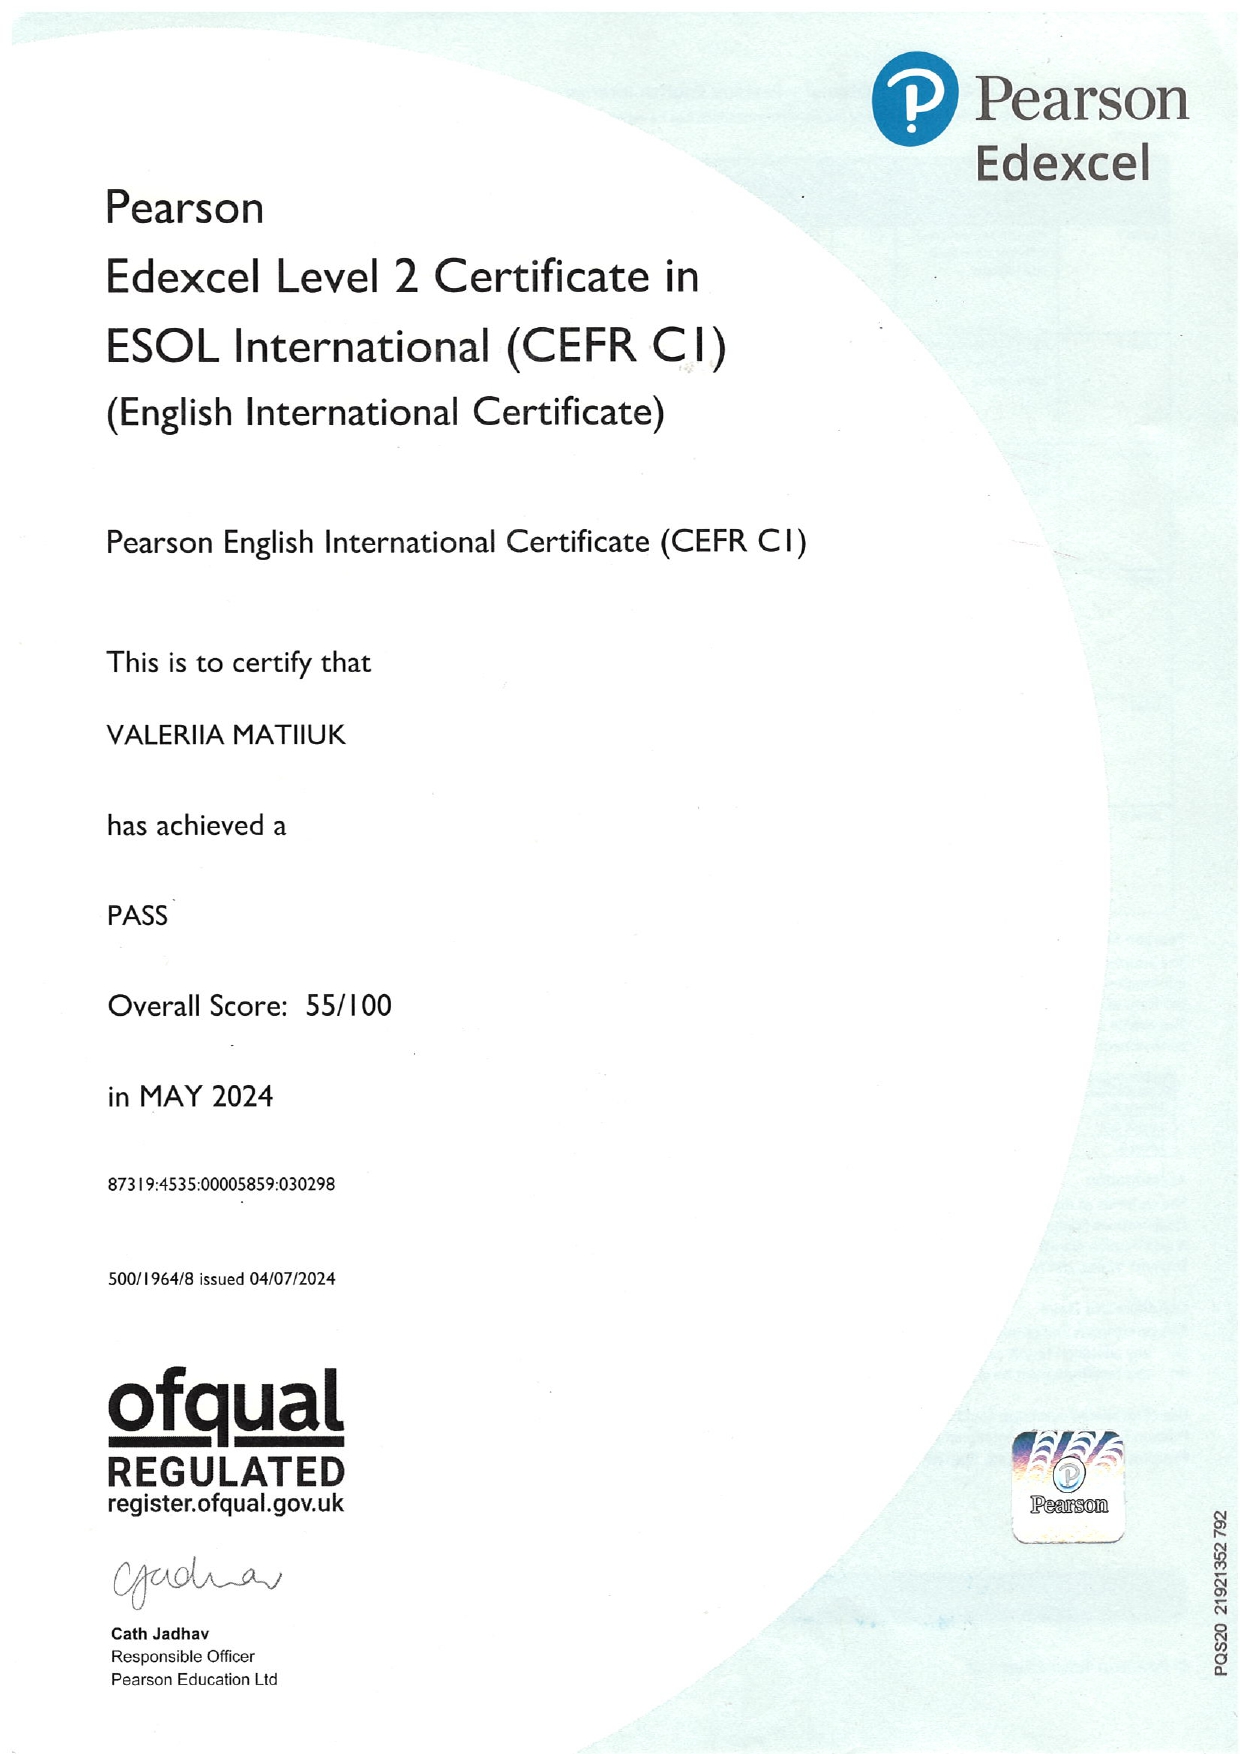 Pearson
Edexcel
Pearson
Edexcel Level 2 Certificate in
ESOL International (CEFR C1)
(English International Certificate)
Pearson English International Certificate (CEFR C1)
This is to certify that
VALERIIA MATIIUK
has achieved a
PASS
Overall Score: 55/100
in MAY 2024
87319:4535:00005859:030298
500/1964/8 issued 04/07/2024
ofqual
REGULATED
register.ofqual.gov.uk
Pearson
CJadhav
Cath Jadhav
Responsible Officer
Pearson Education Ltd
PQS20 21921352 792